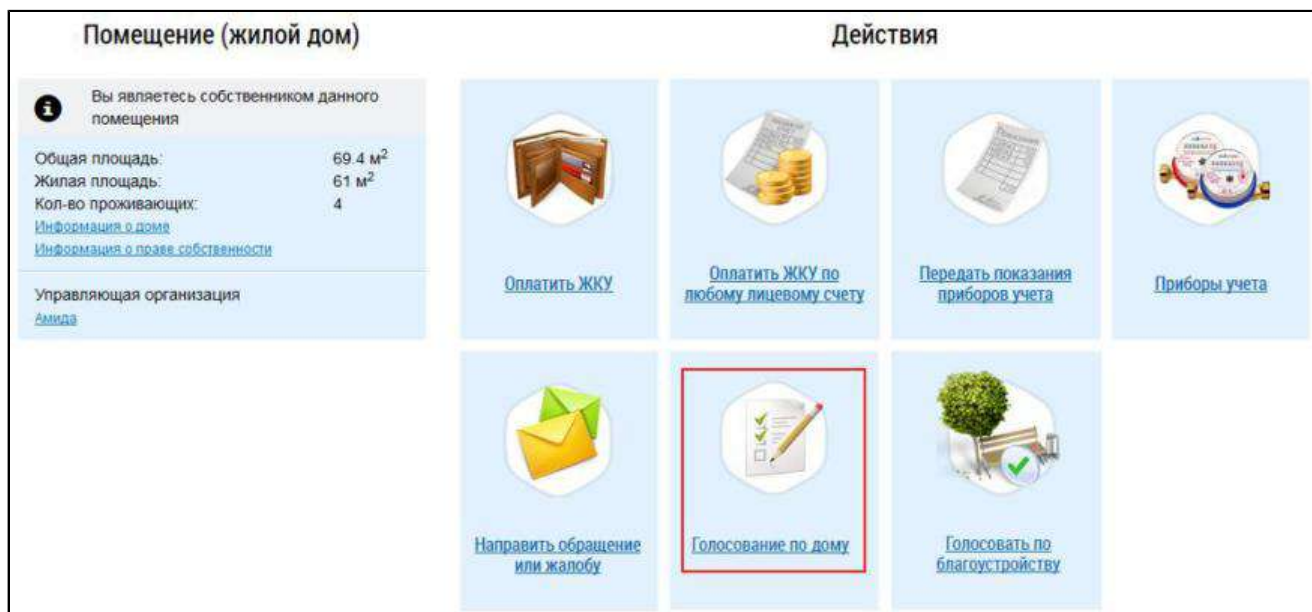 Помещение (жилой дом)
Вы являетесь собственником данного
помещения
Общая площадь: 69.4 м²
Жилая площадь: 61 м²
Кол-во проживающих: 4
Информация о доме
Информация о праве собственности
Управляющая организация
Амида
Действия
Оплатить ЖКУ
Оплатить ЖКУ по
любому лицевому счету
Передать показания
приборов учета
Приборы учета
Направить обращение
или жалобу
Голосование по дому
Голосовать по
благоустройству